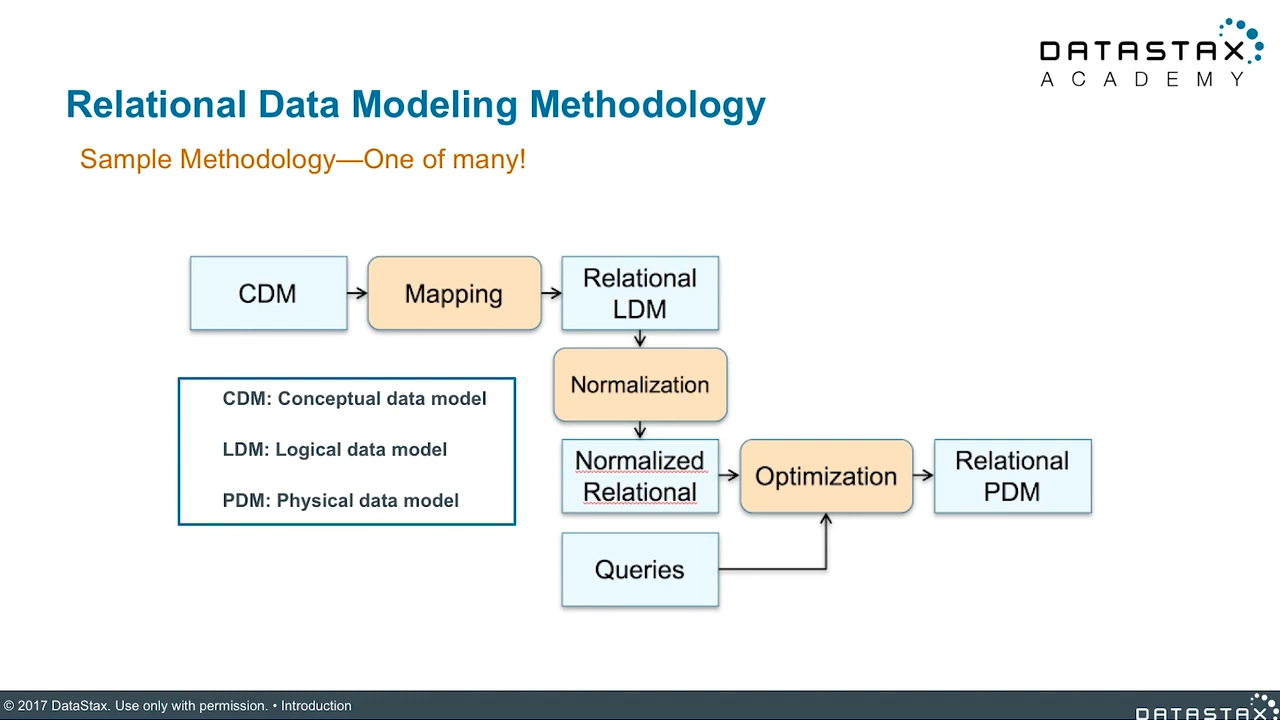 DATASTAX
ACADEMY
Relational Data Modeling Methodology
Sample Methodology—One of many!
CDM
Mapping
Relational
LDM
Normalization
CDM: Conceptual data model
LDM: Logical data model
PDM: Physical data model
Normalized
Relational
Optimization
Relational
PDM
Queries
© 2017 DataStax. Use only with permission. • Introduction
DATASTAX